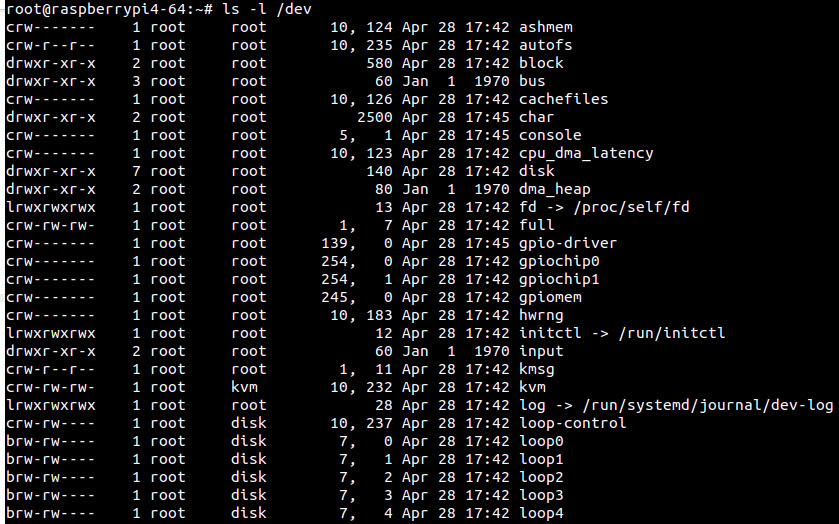 root@raspberrypi4-64:~# ls -l /dev
crw-------    1 root     root       10, 124 Apr 28 17:42 ashmem
crw-r--r--    1 root     root       10, 235 Apr 28 17:42 autofs
drwxr-xr-x    2 root     root           580 Apr 28 17:42 block
drwxr-xr-x    3 root     root            60 Jan  1  1970 bus
crw-------    1 root     root       10, 126 Apr 28 17:42 cachefiles
drwxr-xr-x    2 root     root          2500 Apr 28 17:45 char
crw-------    1 root     root        5,   1 Apr 28 17:45 console
crw-------    1 root     root       10, 123 Apr 28 17:42 cpu_dma_latency
drwxr-xr-x    7 root     root           140 Apr 28 17:42 disk
drwxr-xr-x    2 root     root            80 Jan  1  1970 dma_heap
lrwxrwxrwx    1 root     root            13 Apr 28 17:42 fd -> /proc/self/fd
crw-rw-rw-    1 root     root        1,   7 Apr 28 17:42 full
crw-------    1 root     root      139,   0 Apr 28 17:45 gpio-driver
crw-------    1 root     root      254,   0 Apr 28 17:42 gpiochip0
crw-------    1 root     root      254,   1 Apr 28 17:42 gpiochip1
crw-------    1 root     root      245,   0 Apr 28 17:42 gpiomem
crw-------    1 root     root       10, 183 Apr 28 17:42 hwrng
lrwxrwxrwx    1 root     root            12 Apr 28 17:42 initctl -> /run/initctl
drwxr-xr-x    2 root     root            60 Jan  1  1970 input
crw-r--r--    1 root     root        1,  11 Apr 28 17:42 kmsg
crw-rw-rw-    1 root     kvm        10, 232 Apr 28 17:42 kvm
lrwxrwxrwx    1 root     root            28 Apr 28 17:42 log -> /run/systemd/journal/dev-log
crw-rw----    1 root     disk       10, 237 Apr 28 17:42 loop-control
brw-rw----    1 root     disk        7,   0 Apr 28 17:42 loop0
brw-rw----    1 root     disk        7,   1 Apr 28 17:42 loop1
brw-rw----    1 root     disk        7,   2 Apr 28 17:42 loop2
brw-rw----    1 root     disk        7,   3 Apr 28 17:42 loop3
brw-rw----    1 root     disk        7,   4 Apr 28 17:42 loop4